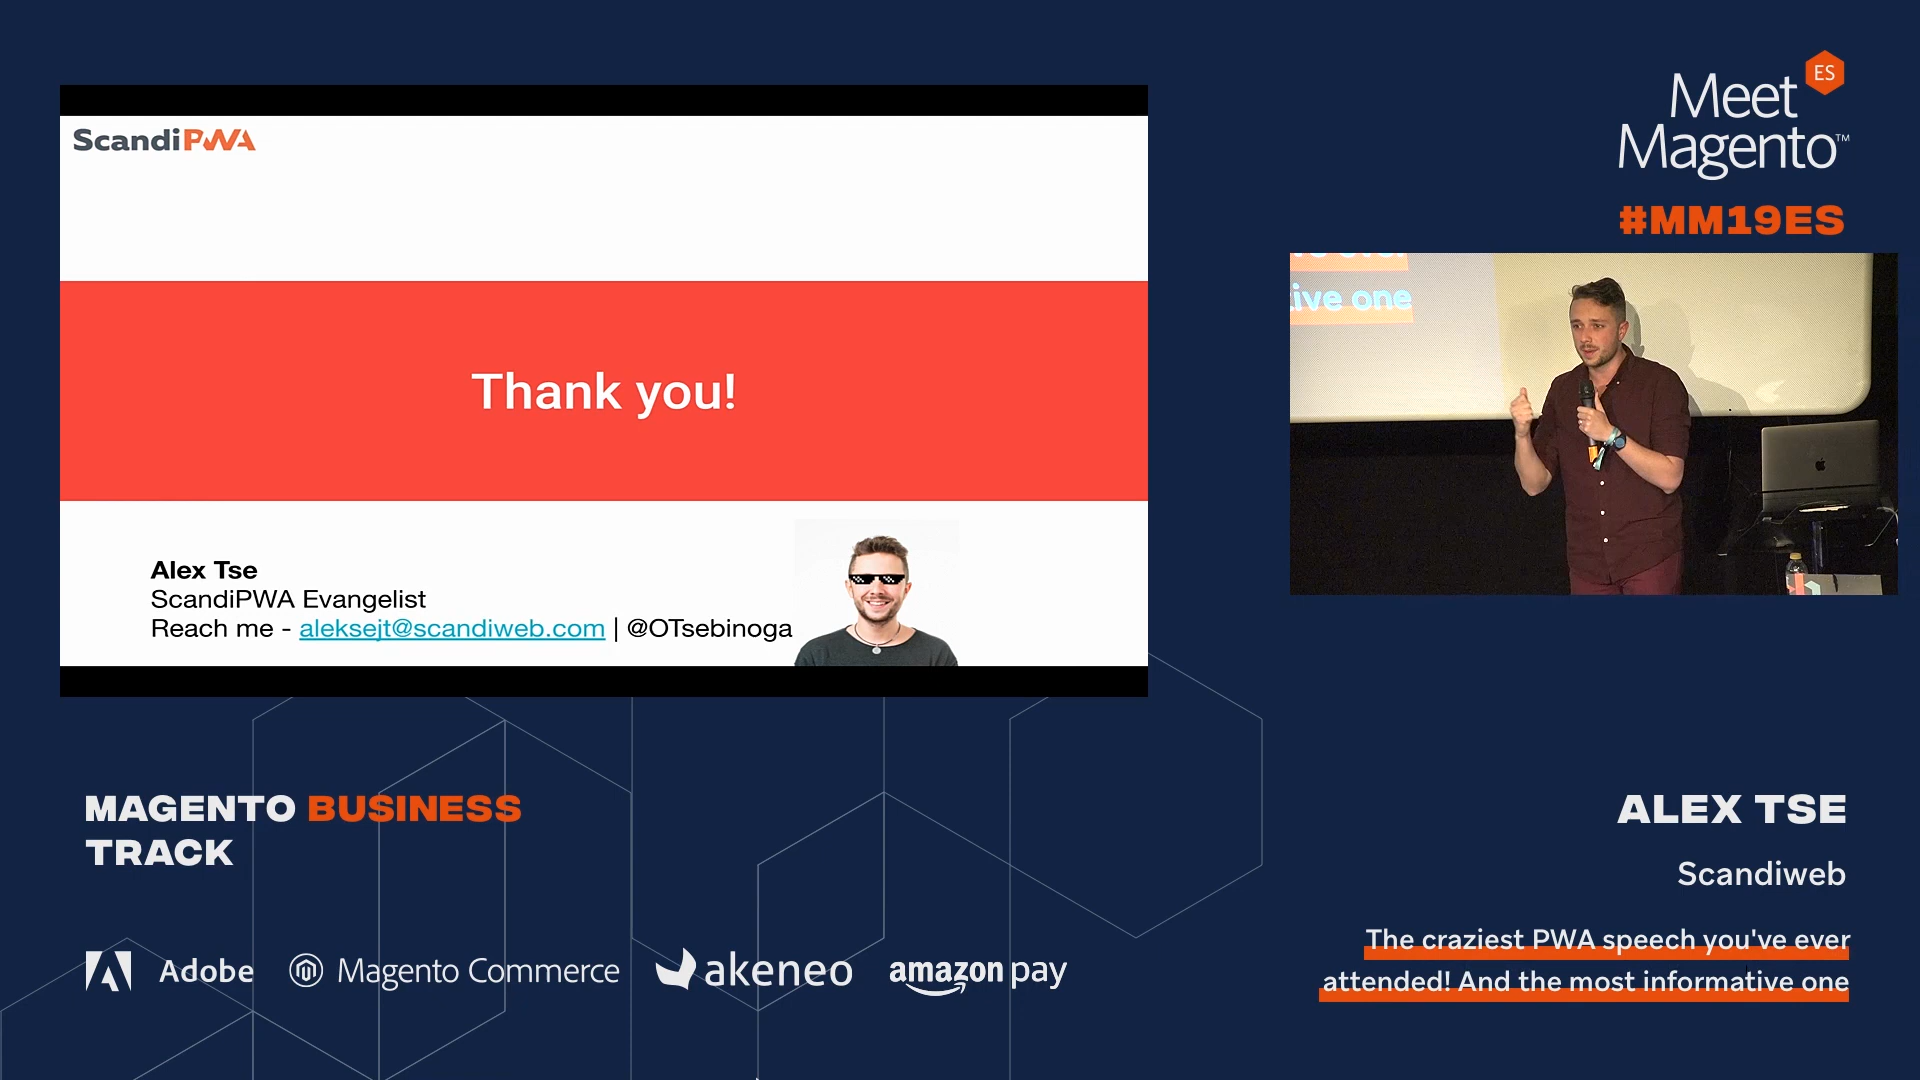 ScandiPWA
Thank you!
Alex Tse
ScandiPWA Evangelist
Reach me - aleksejt@scandiweb.com | @OTsebinoga
ES
Meet
Magento™
#MM19ES
ive one
MAGENTO BUSINESS
TRACK
Adobe
Magento Commerce
akeneo
amazon pay
ALEX TSE
Scandiweb
The craziest PWA speech you've ever
attended! And the most informative one